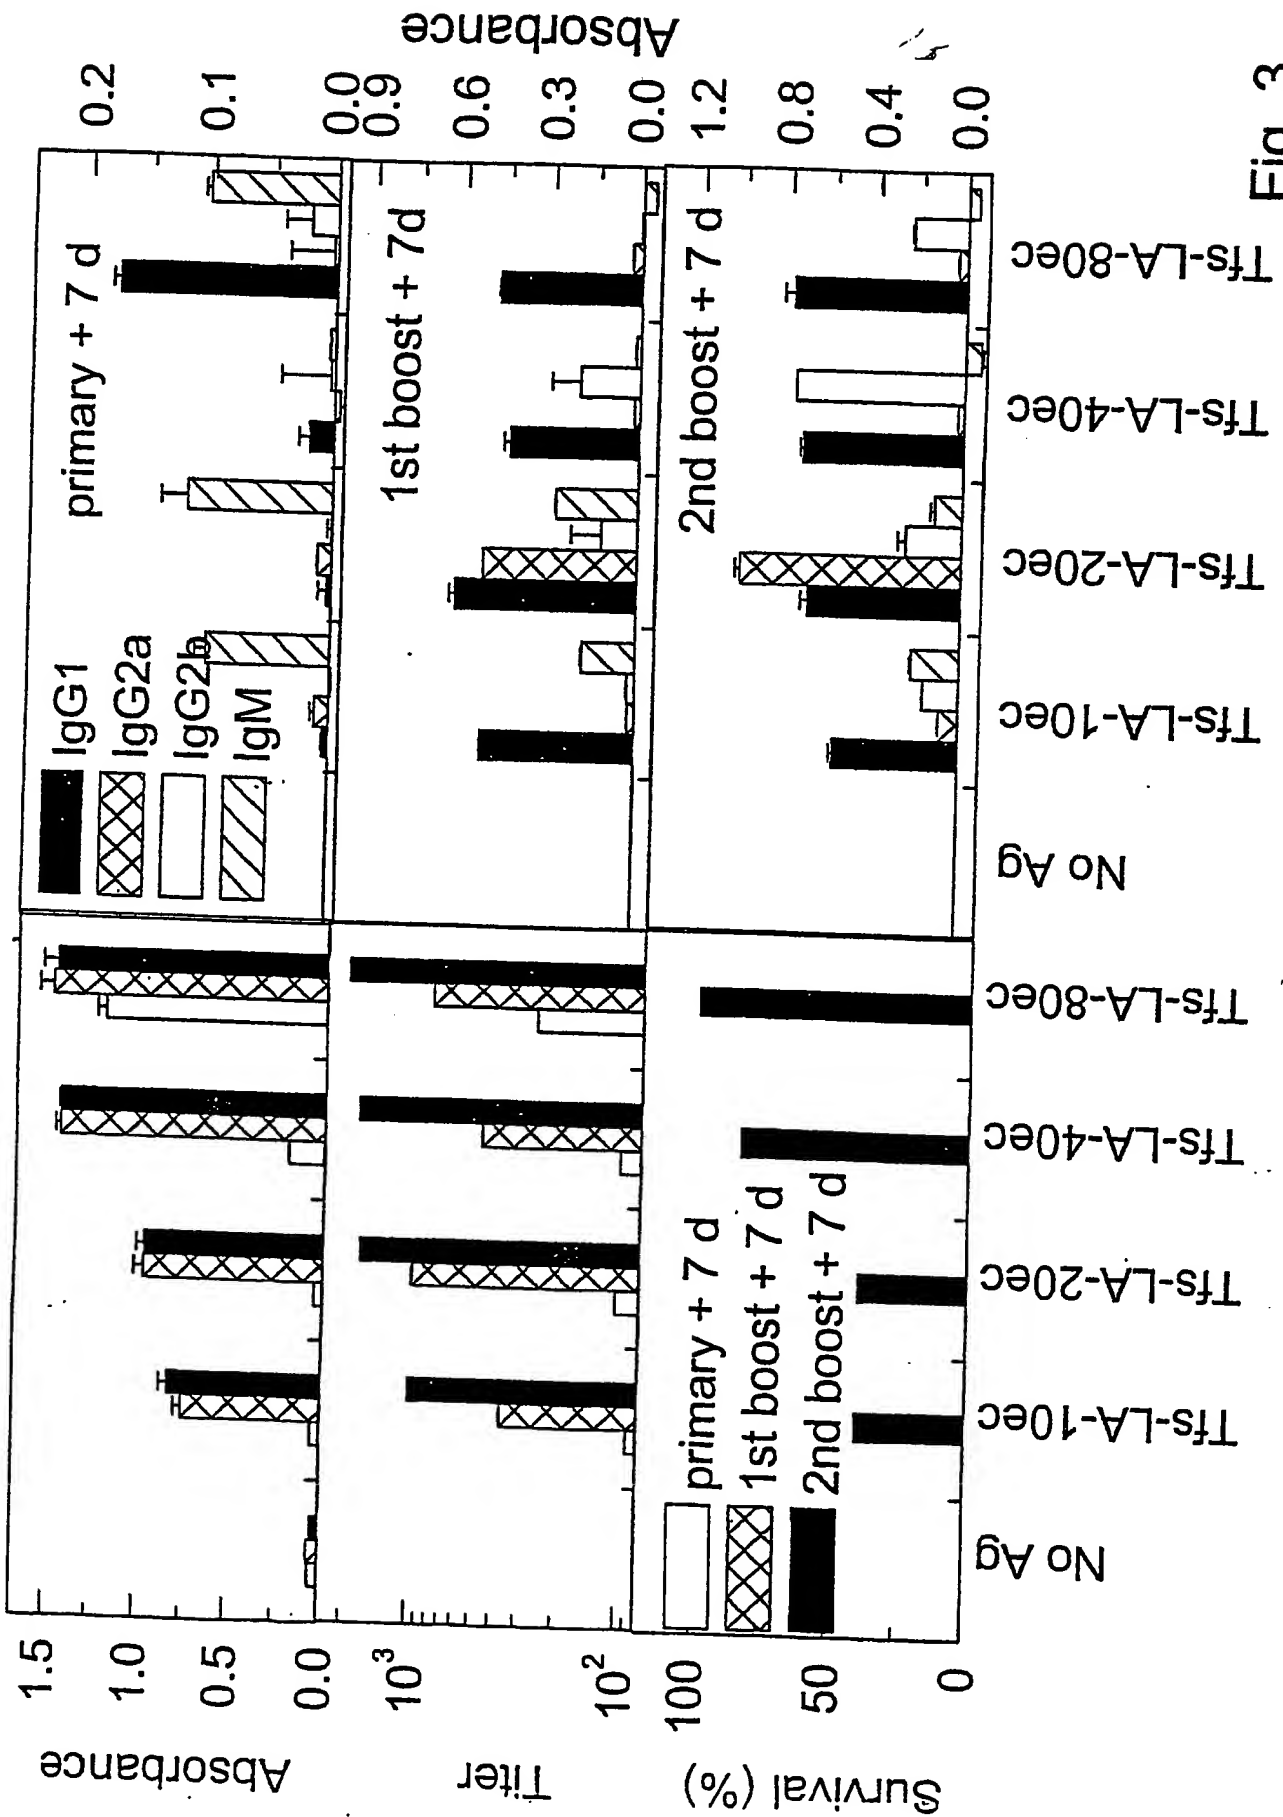 Absorbance
1.5
1.0
0.5
0.0
Titer
10³
10²
Survival (%)
100
50
0
primary + 7 d
1st boost + 7 d
2nd boost + 7 d
No Ag
Tfs-LA-10ec
Tfs-LA-20ec
Tfs-LA-40ec
Tfs-LA-80ec
IgG1
IgG2a
IgG2b
IgM
primary + 7 d
1st boost + 7d
2nd boost + 7 d
0.2
0.1
0.0
0.9
0.6
0.3
0.0
1.2
0.8
0.4
0.0
Absorbance
No Ag
Tfs-LA-10ec
Tfs-LA-20ec
Tfs-LA-40ec
Tfs-LA-80ec
Fig. 3